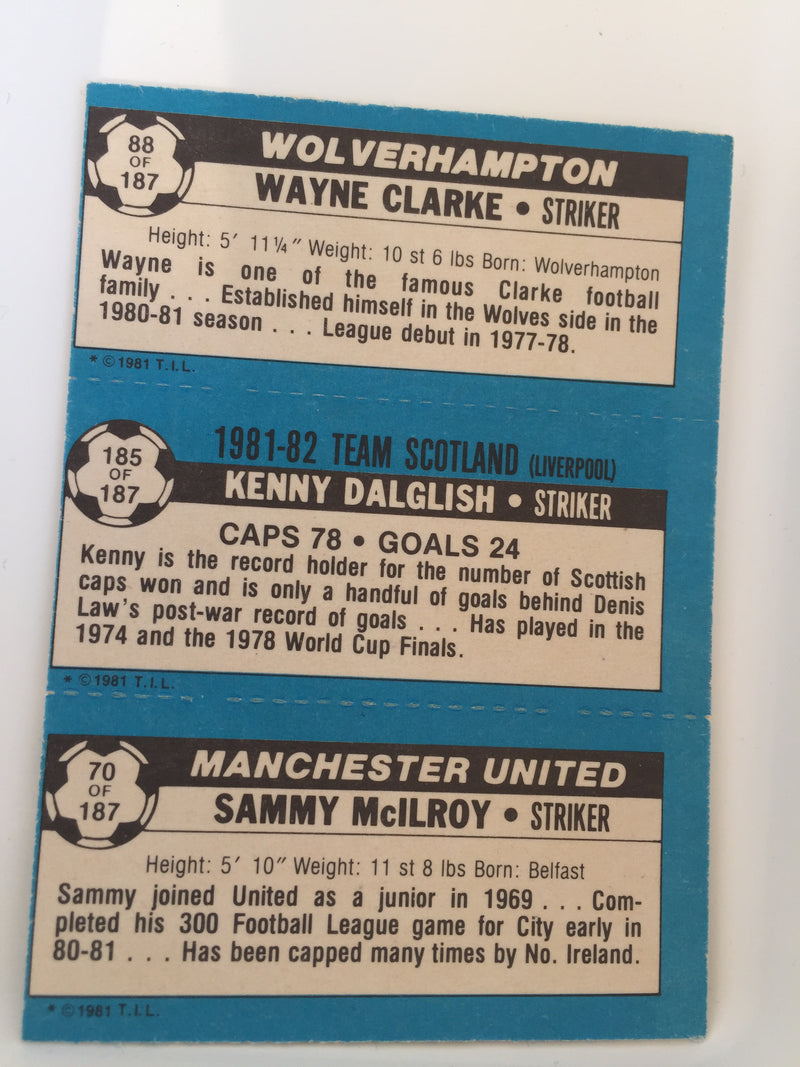 88
OF
187
WOLVERHAMPTON
WAYNE CLARKE • STRIKER
Height: 5′ 11¼″ Weight: 10 st 6 lbs Born: Wolverhampton
Wayne is one of the famous Clarke football
family . . . Established himself in the Wolves side in the
1980-81 season . . . League debut in 1977-78.
* ©1981 T.I.L.
185
OF
187
1981-82 TEAM SCOTLAND (LIVERPOOL)
KENNY DALGLISH • STRIKER
CAPS 78 • GOALS 24
Kenny is the record holder for the number of Scottish
caps won and is only a handful of goals behind Denis
Law's post-war record of goals . . . Has played in the
1974 and the 1978 World Cup Finals.
* ©1981 T.I.L.
70
OF
187
MANCHESTER UNITED
SAMMY McILROY • STRIKER
Height: 5′ 10″ Weight: 11 st 8 lbs Born: Belfast
Sammy joined United as a junior in 1969 . . . Com-
pleted his 300 Football League game for City early in
80-81 . . . Has been capped many times by No. Ireland.
* ©1981 T.I.L.